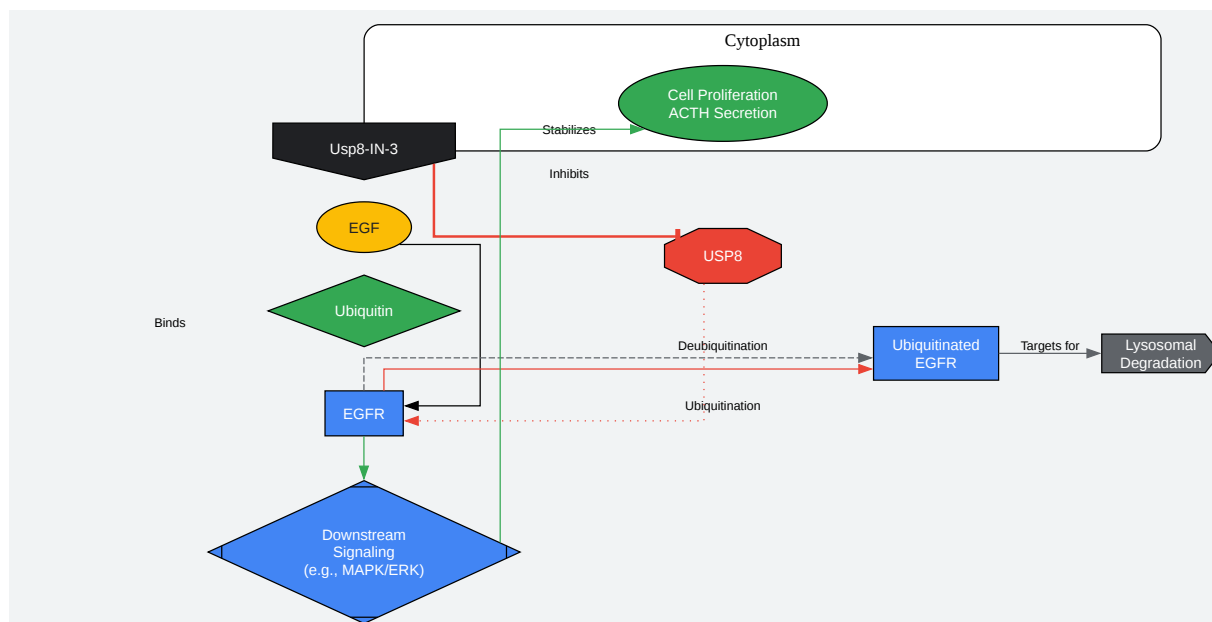 Cytoplasm
Cell Proliferation
ACTH Secretion
Stabilizes
Usp8-IN-3
Inhibits
EGF
USP8
Ubiquitin
Binds
Deubiquitination
Ubiquitinated
EGFR
Targets for
Lysosomal
Degradation
Ubiquitination
EGFR
Downstream
Signaling
(e.g., MAPK/ERK)